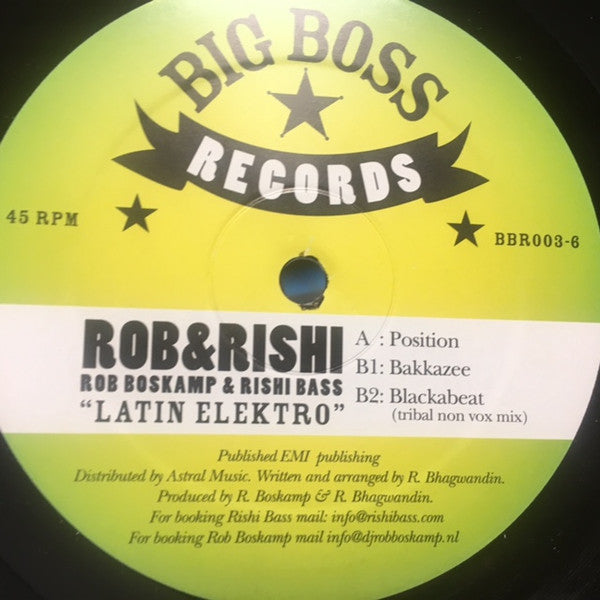 BIG BOSS
RECORDS
45 RPM
BBR003-6
ROB&RISHI
ROB BOSKAMP & RISHI BASS
“LATIN ELEKTRO”
A : Position
B1: Bakkazee
B2: Blackabeat
(tribal non vox mix)
Published EMI publishing
Distributed by Astral Music. Written and arranged by R. Bhagwandin.
Produced by R. Boskamp & R. Bhagwandin.
For booking Rishi Bass mail: info@rishibass.com
For booking Rob Boskamp mail info@djrobboskamp.nl